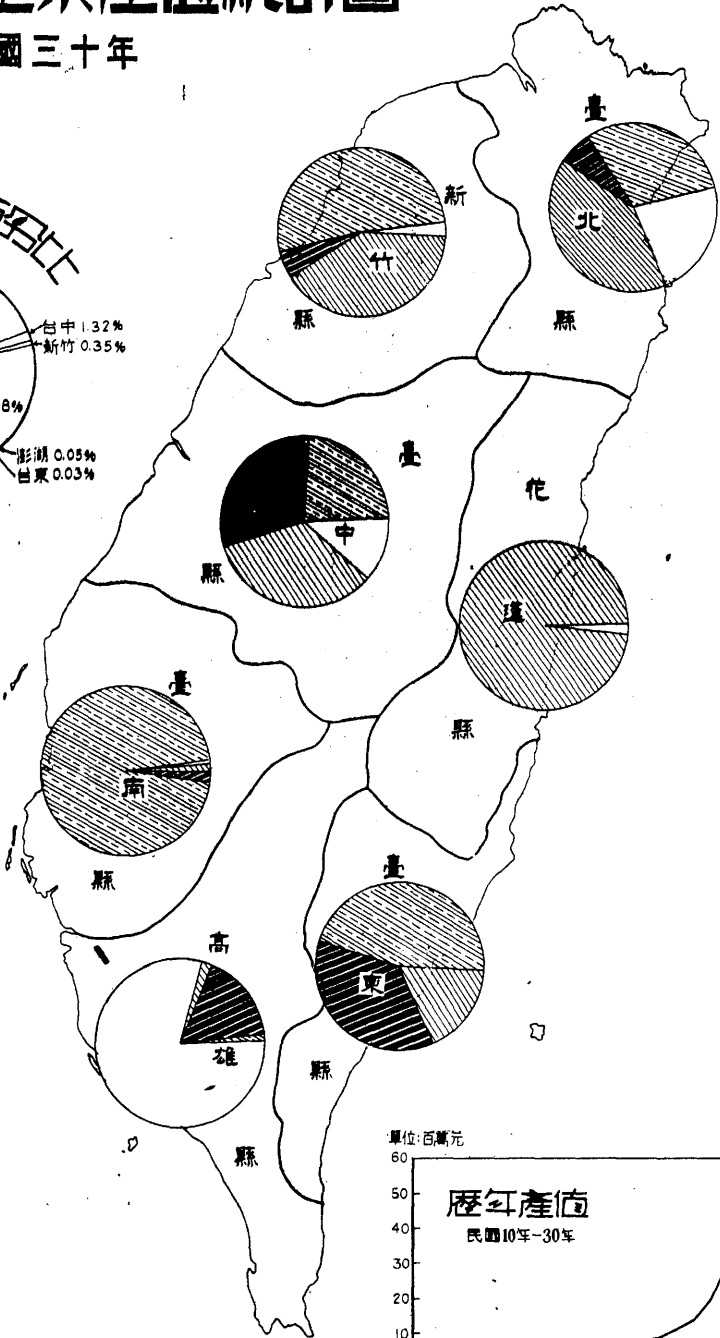 國三十年
台中 1.32%
新竹 0.35%
8%
澎湖 0.05%
台東 0.03%
臺
北
縣
新
竹
縣
臺
中
縣
花
蓮
縣
臺
南
縣
臺
東
縣
高
雄
縣
單位:百萬元
60
50
40
30
20
10
歷年產值
民國10年-30年